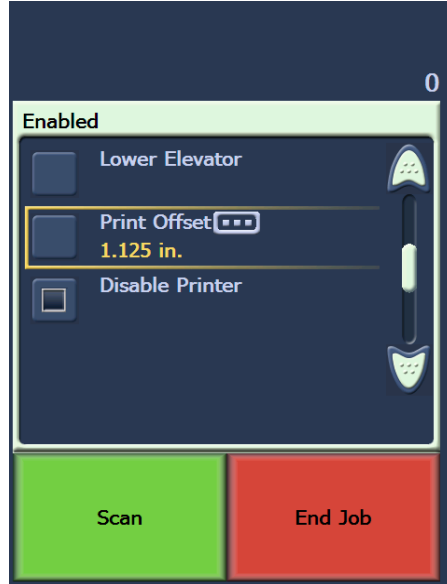 0
Enabled
Lower Elevator
Print Offset
1.125 in.
Disable Printer
Scan
End Job